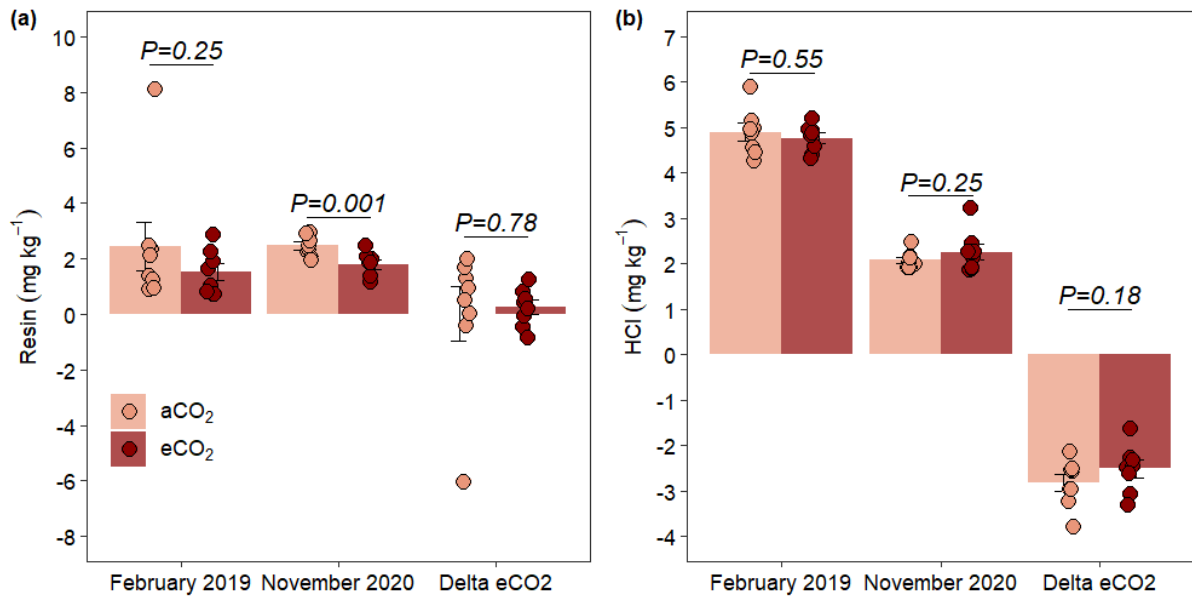 (a)
Resin (mg kg⁻¹)
10
8
6
4
2
0
-2
-4
-6
-8
P=0.25
P=0.001
P=0.78
aCO₂
eCO₂
February 2019
November 2020
Delta eCO2
(b)
HCl (mg kg⁻¹)
7
6
5
4
3
2
1
0
-1
-2
-3
-4
P=0.55
P=0.25
P=0.18
February 2019
November 2020
Delta eCO2